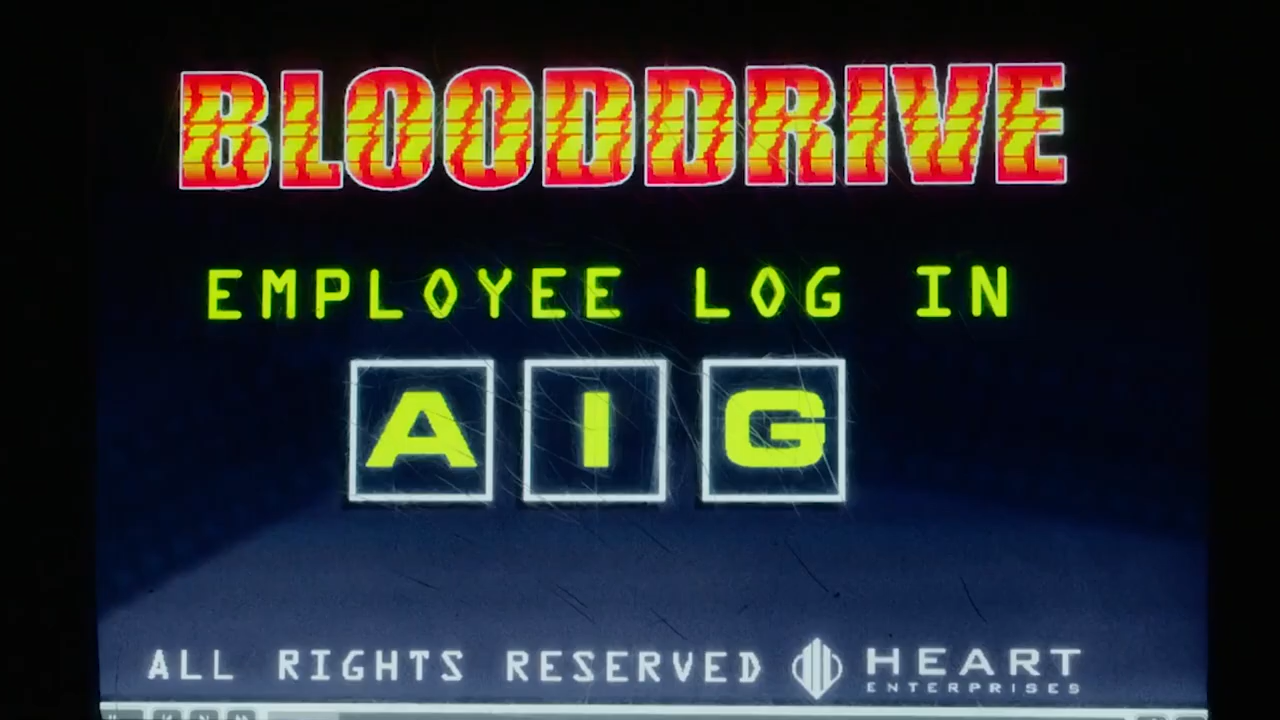 BLOODDRIVE
EMPLOYEE LOG IN
A I G
ALL RIGHTS RESERVED HEART ENTERPRISES